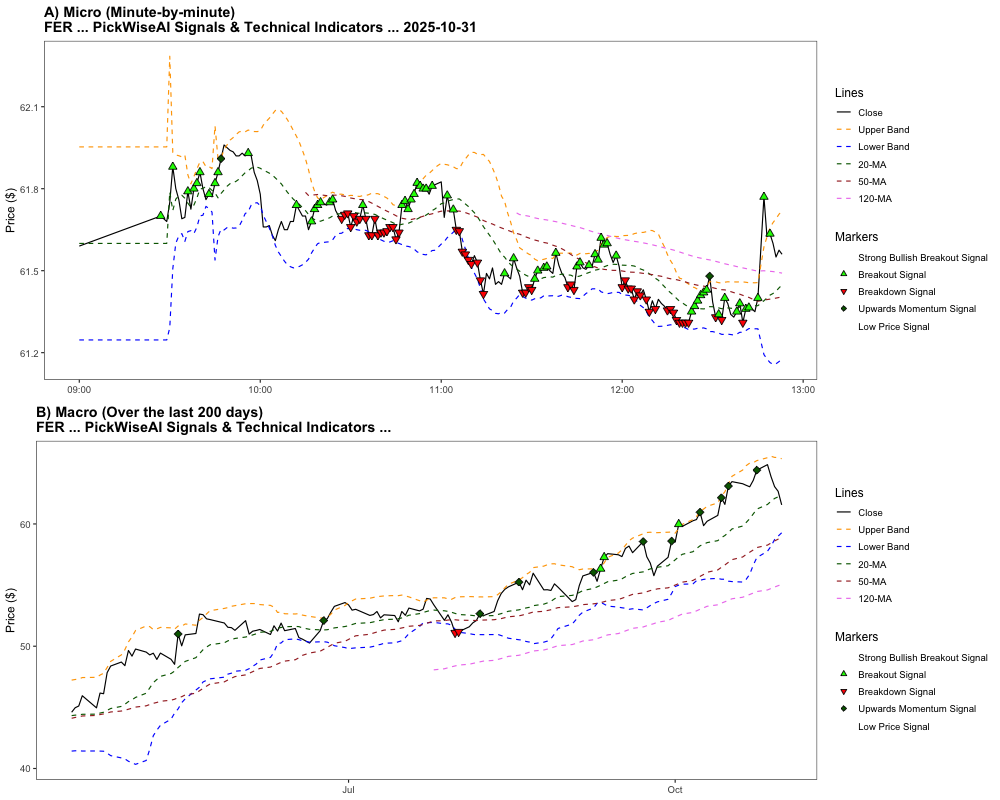 A) Micro (Minute-by-minute)
FER ... PickWiseAI Signals & Technical Indicators ... 2025-10-31
Price ($)
62.1
61.8
61.5
61.2
09:00
10:00
11:00
12:00
13:00
Lines
Close
Upper Band
Lower Band
20-MA
50-MA
120-MA
Markers
Strong Bullish Breakout Signal
Breakout Signal
Breakdown Signal
Upwards Momentum Signal
Low Price Signal
B) Macro (Over the last 200 days)
FER ... PickWiseAI Signals & Technical Indicators ...
Price ($)
60
50
40
Jul
Oct
Lines
Close
Upper Band
Lower Band
20-MA
50-MA
120-MA
Markers
Strong Bullish Breakout Signal
Breakout Signal
Breakdown Signal
Upwards Momentum Signal
Low Price Signal